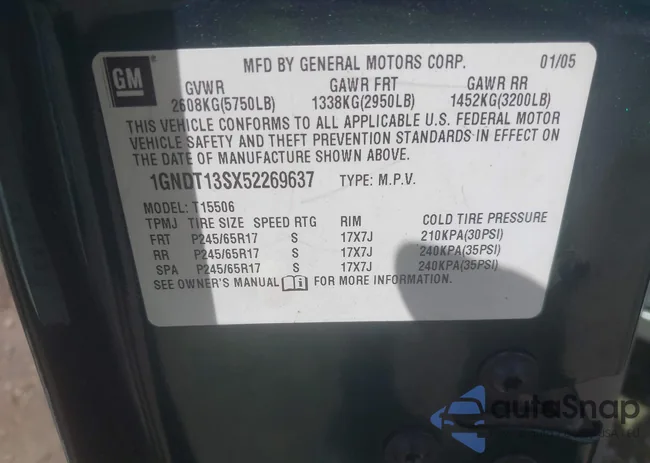 GM
MFD BY GENERAL MOTORS CORP. 01/05
GVWR GAWR FRT GAWR RR
2608KG(5750LB) 1338KG(2950LB) 1452KG(3200LB)
THIS VEHICLE CONFORMS TO ALL APPLICABLE U.S. FEDERAL MOTOR
VEHICLE SAFETY AND THEFT PREVENTION STANDARDS IN EFFECT ON
THE DATE OF MANUFACTURE SHOWN ABOVE.
1GNDT13SX52269637 TYPE: M.P.V.
MODEL: T15506
TPMJ TIRE SIZE SPEED RTG RIM COLD TIRE PRESSURE
FRT P245/65R17 S 17X7J 210KPA(30PSI)
RR P245/65R17 S 17X7J 240KPA(35PSI)
SPA P245/65R17 S 17X7J 240KPA(35PSI)
SEE OWNER'S MANUAL FOR MORE INFORMATION.
autoSnap